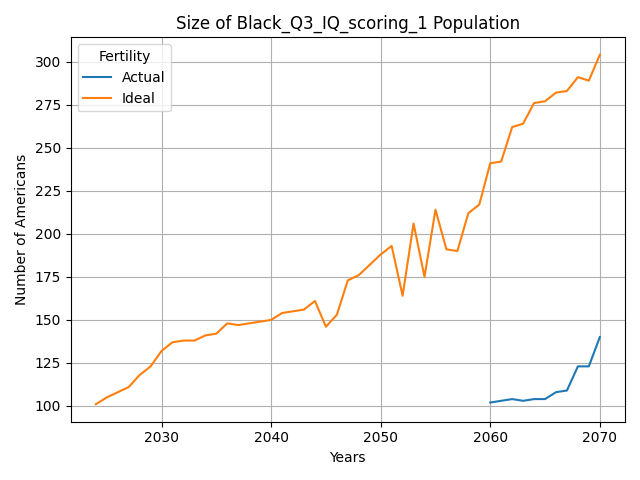 Size of Black_Q3_IQ_scoring_1 Population
Fertility
Actual
Ideal
Number of Americans
300
275
250
225
200
175
150
125
100
2030 2040 2050 2060 2070
Years